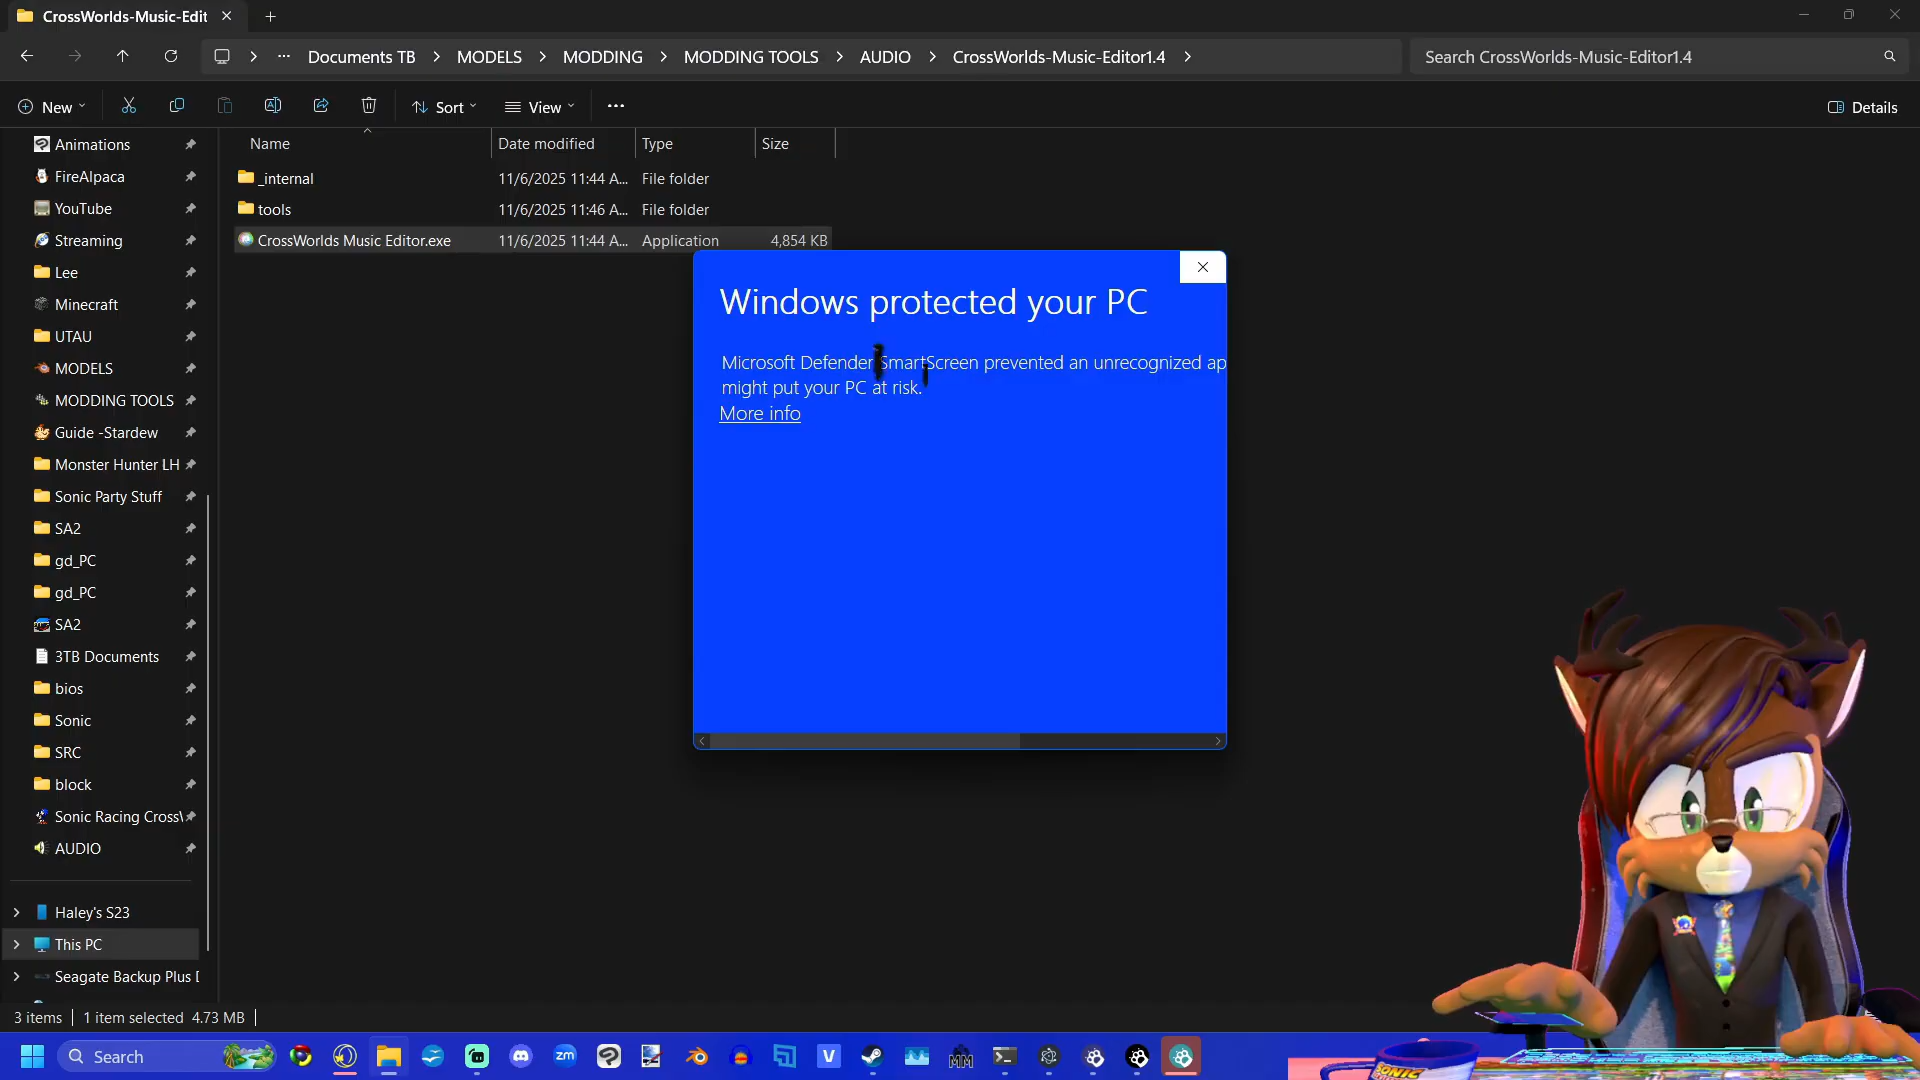 CrossWorlds-Music-Edit
Documents TB
MODELS
MODDING
MODDING TOOLS
AUDIO
CrossWorlds-Music-Editor1.4
Search CrossWorlds-Music-Editor1.4
New
Sort
View
Details
Name
Date modified
Type
Size
_internal
11/6/2025 11:44 A...
File folder
tools
11/6/2025 11:46 A...
File folder
CrossWorlds Music Editor.exe
11/6/2025 11:44 A...
Application
4,854 KB
Animations
FireAlpaca
YouTube
Streaming
Lee
Minecraft
UTAU
MODELS
MODDING TOOLS
Guide -Stardew
Monster Hunter LH
Sonic Party Stuff
SA2
gd_PC
gd_PC
SA2
3TB Documents
bios
Sonic
SRC
block
Sonic Racing Cross
AUDIO
Haley's S23
This PC
Seagate Backup Plus
Windows protected your PC
Microsoft Defender SmartScreen prevented an unrecognized ap
might put your PC at risk.
More info
3 items
1 item selected 4.73 MB
Search
zm
V
MM
SONIC